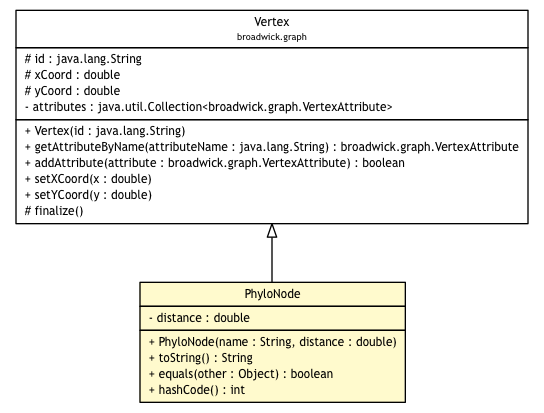 Vertex
broadwick.graph
# id : java.lang.String
# xCoord : double
# yCoord : double
- attributes : java.util.Collection<broadwick.graph.VertexAttribute>
+ Vertex(id : java.lang.String)
+ getAttributeByName(attributeName : java.lang.String) : broadwick.graph.VertexAttribute
+ addAttribute(attribute : broadwick.graph.VertexAttribute) : boolean
+ setXCoord(x : double)
+ setYCoord(y : double)
# finalize()
PhyloNode
- distance : double
+ PhyloNode(name : String, distance : double)
+ toString() : String
+ equals(other : Object) : boolean
+ hashCode() : int